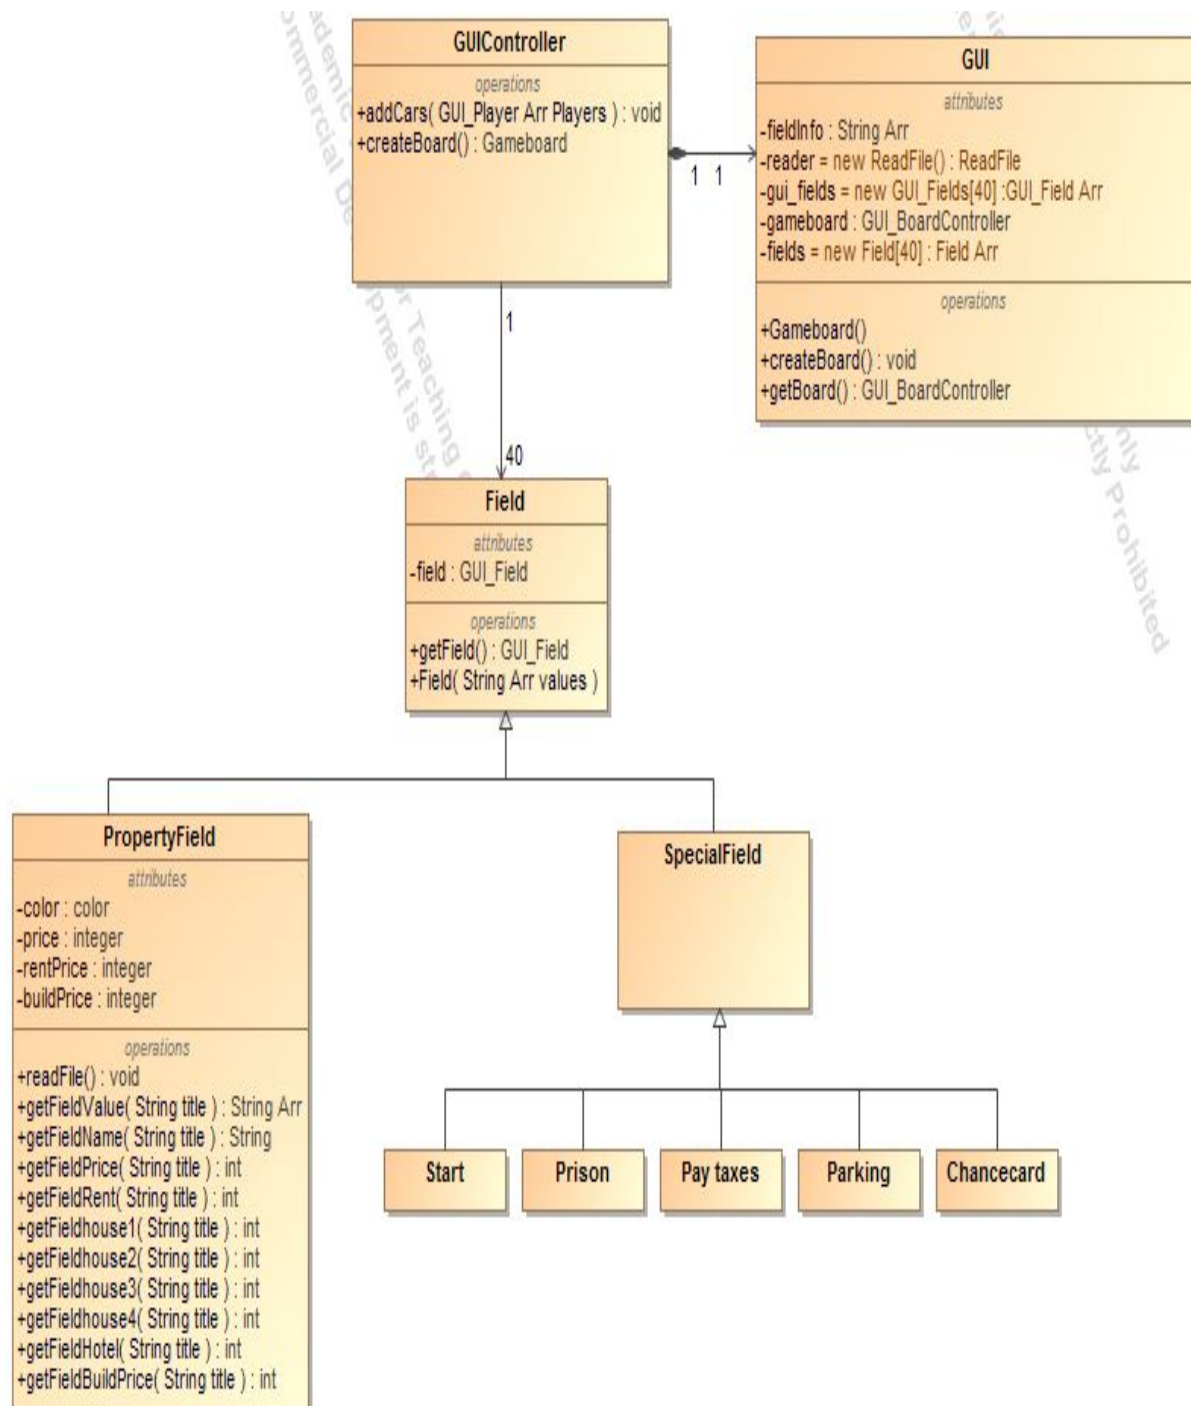 GUIController
operations
+addCars( GUI_Player Arr Players ) : void
+createBoard() : Gameboard
1 1
GUI
attributes
-fieldInfo : String Arr
-reader = new ReadFile() : ReadFile
-gui_fields = new GUI_Fields[40] :GUI_Field Arr
-gameboard : GUI_BoardController
-fields = new Field[40] : Field Arr
operations
+Gameboard()
+createBoard() : void
+getBoard() : GUI_BoardController
1
40
Field
attributes
-field : GUI_Field
operations
+getField() : GUI_Field
+Field( String Arr values )
PropertyField
attributes
-color : color
-price : integer
-rentPrice : integer
-buildPrice : integer
operations
+readFile() : void
+getFieldValue( String title ) : String Arr
+getFieldName( String title ) : String
+getFieldPrice( String title ) : int
+getFieldRent( String title ) : int
+getFieldhouse1( String title ) : int
+getFieldhouse2( String title ) : int
+getFieldhouse3( String title ) : int
+getFieldhouse4( String title ) : int
+getFieldHotel( String title ) : int
+getFieldBuildPrice( String title ) : int
SpecialField
Start
Prison
Pay taxes
Parking
Chancecard
or Teaching
is
Prohibited